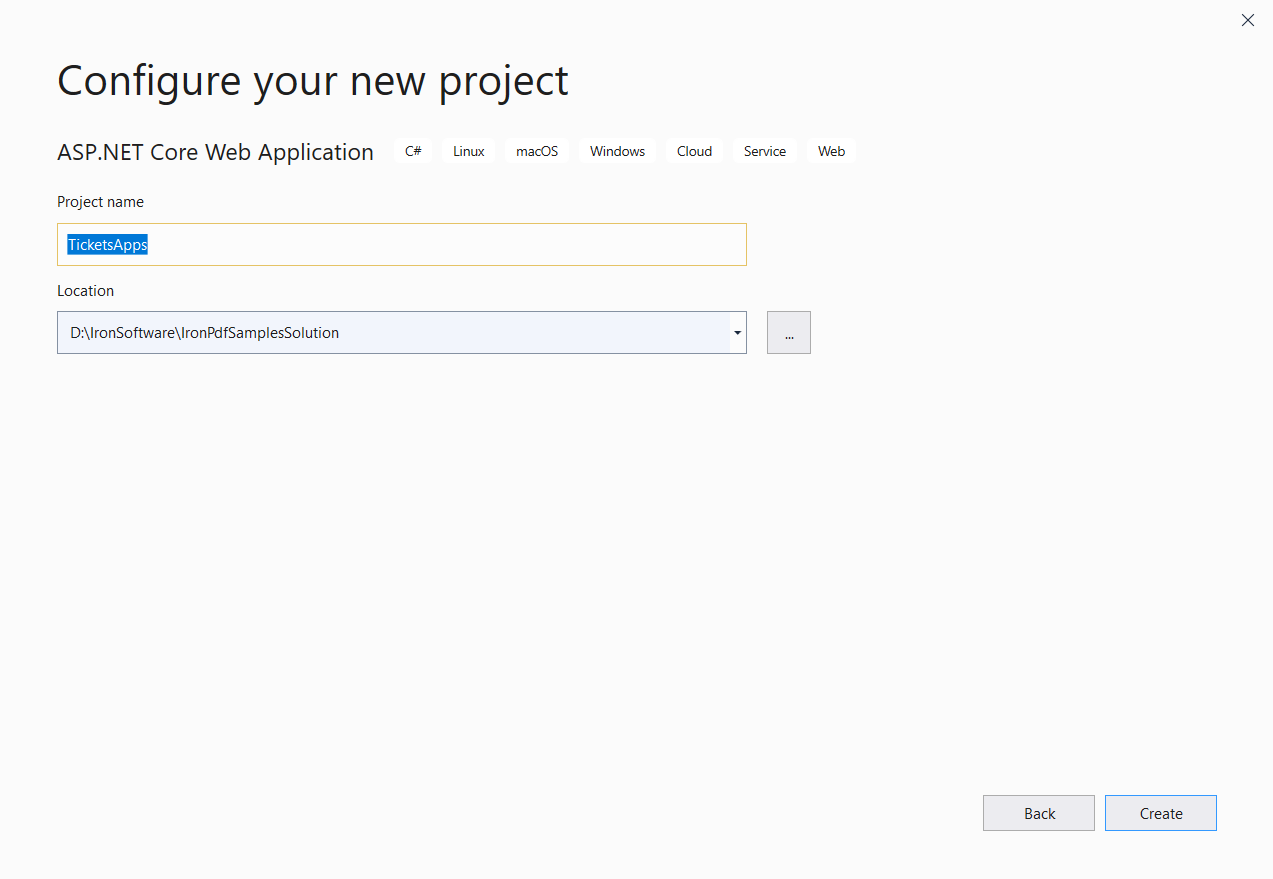 Configure your new project
ASP.NET Core Web Application C# Linux macOS Windows Cloud Service Web
Project name
TicketsApps
Location
D:\IronSoftware\IronPdfSamplesSolution
...
Back Create